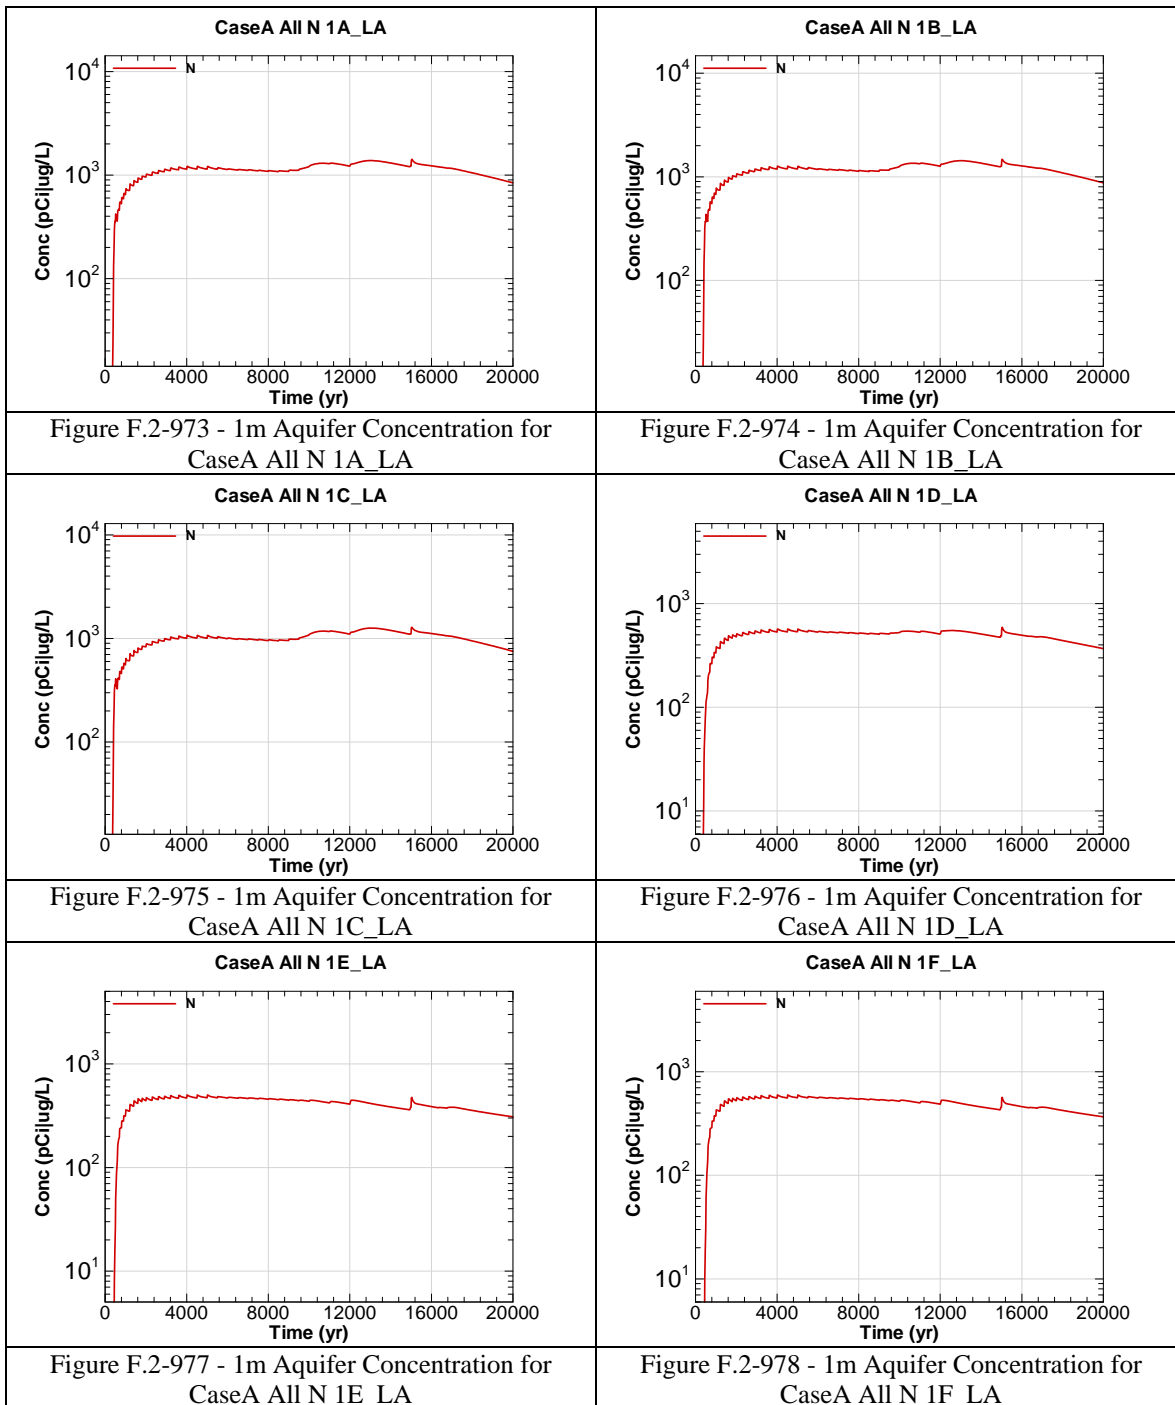 CaseA All N 1A_LA
N
10^4
10^3
10^2
Conc (pCi|ug/L)
0 4000 8000 12000 16000 20000
Time (yr)
Figure F.2-973 - 1m Aquifer Concentration for
CaseA All N 1A_LA
CaseA All N 1B_LA
N
10^4
10^3
10^2
Conc (pCi|ug/L)
0 4000 8000 12000 16000 20000
Time (yr)
Figure F.2-974 - 1m Aquifer Concentration for
CaseA All N 1B_LA
CaseA All N 1C_LA
N
10^4
10^3
10^2
Conc (pCi|ug/L)
0 4000 8000 12000 16000 20000
Time (yr)
Figure F.2-975 - 1m Aquifer Concentration for
CaseA All N 1C_LA
CaseA All N 1D_LA
N
10^3
10^2
10^1
Conc (pCi|ug/L)
0 4000 8000 12000 16000 20000
Time (yr)
Figure F.2-976 - 1m Aquifer Concentration for
CaseA All N 1D_LA
CaseA All N 1E_LA
N
10^3
10^2
10^1
Conc (pCi|ug/L)
0 4000 8000 12000 16000 20000
Time (yr)
Figure F.2-977 - 1m Aquifer Concentration for
CaseA All N 1E_LA
CaseA All N 1F_LA
N
10^3
10^2
10^1
Conc (pCi|ug/L)
0 4000 8000 12000 16000 20000
Time (yr)
Figure F.2-978 - 1m Aquifer Concentration for
CaseA All N 1F_LA